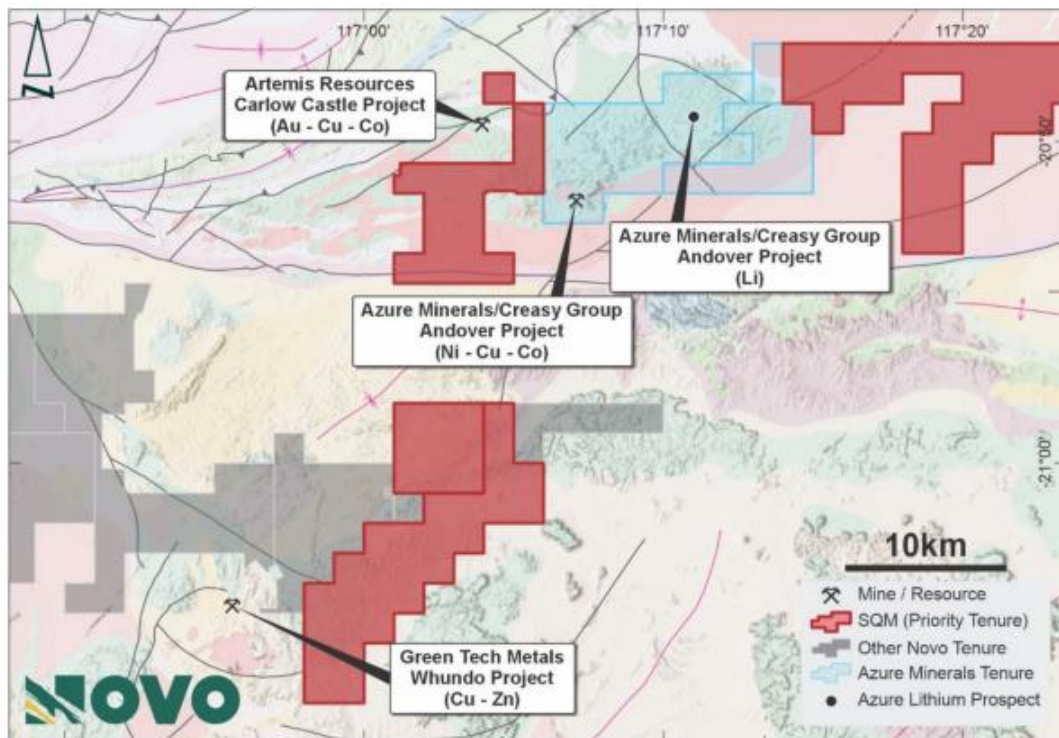 117°00'
117°10'
117°20'
N
Artemis Resources
Carlow Castle Project
(Au - Cu - Co)
-20°50'
Azure Minerals/Creasy Group
Andover Project
(Li)
Azure Minerals/Creasy Group
Andover Project
(Ni - Cu - Co)
-21°00'
10km
Mine / Resource
SQM (Priority Tenure)
Other Novo Tenure
Azure Minerals Tenure
Azure Lithium Prospect
Green Tech Metals
Whundo Project
(Cu - Zn)
NOVO